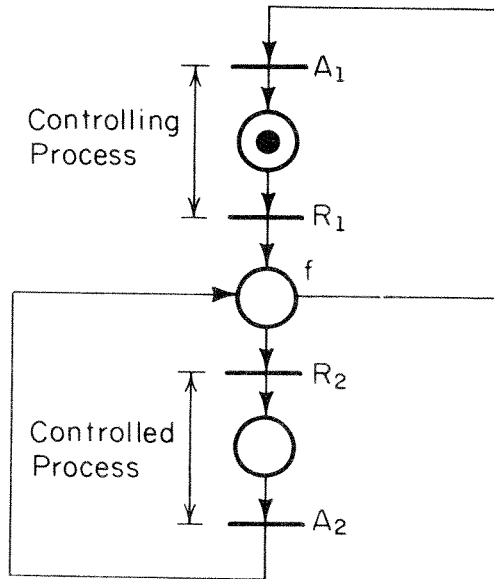 A₁
Controlling
Process
R₁
f
R₂
Controlled
Process
A₂